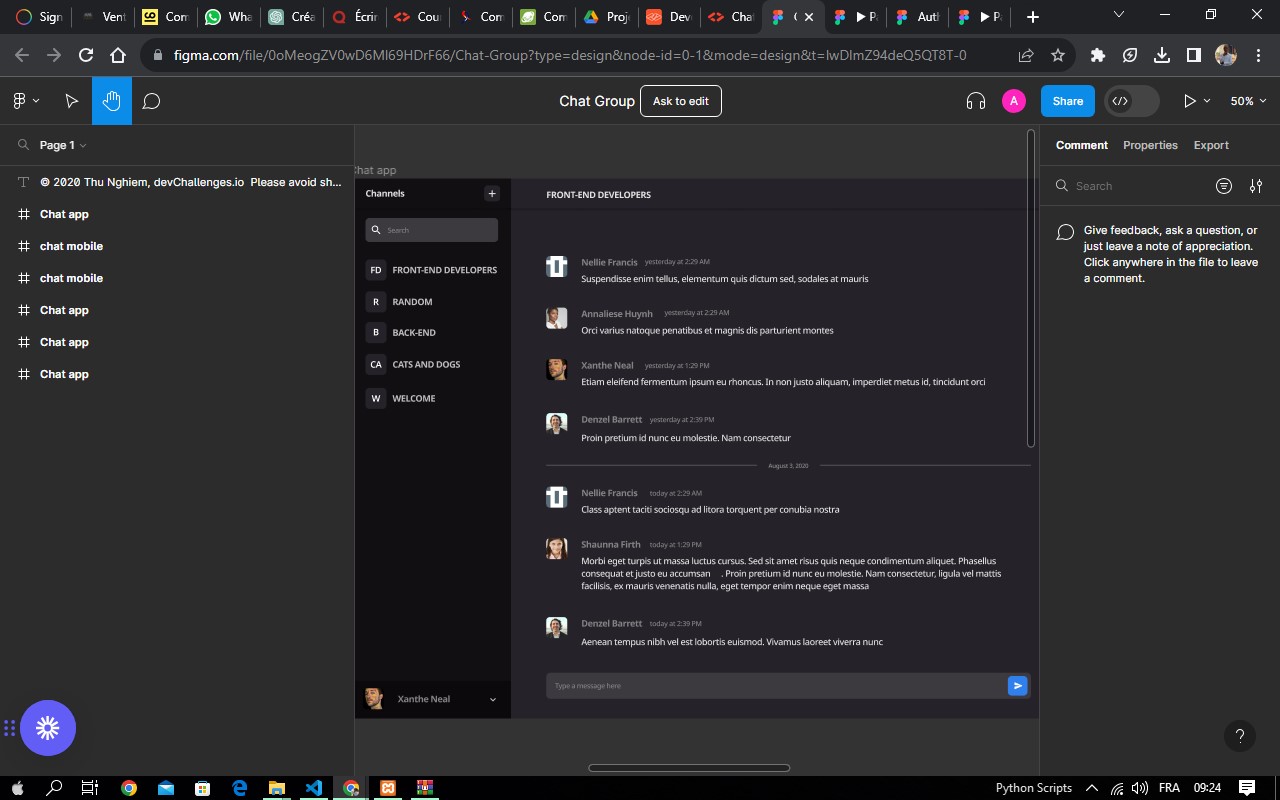 Sign
Vent
Com
Wha
Créa
Écrir
Cou
Com
Com
Proje
Dev
Chat
(
▶ P
Auth
▶ P
figma.com/file/0oMeogZV0wD6Ml69HDrF66/Chat-Group?type=design&node-id=0-1&mode=design&t=IwDlmZ94deQ5QT8T-0
Chat Group
Ask to edit
A
Share
50%
Page 1
© 2020 Thu Nghiem, devChallenges.io  Please avoid sh...
Chat app
chat mobile
chat mobile
Chat app
Chat app
Chat app
Chat app
Channels
+
Search
FD FRONT-END DEVELOPERS
R RANDOM
B BACK-END
CA CATS AND DOGS
W WELCOME
Xanthe Neal
FRONT-END DEVELOPERS
Nellie Francis yesterday at 2:29 AM
Suspendisse enim tellus, elementum quis dictum sed, sodales at mauris
Annaliese Huynh yesterday at 2:29 AM
Orci varius natoque penatibus et magnis dis parturient montes
Xanthe Neal yesterday at 1:29 PM
Etiam eleifend fermentum ipsum eu rhoncus. In non justo aliquam, imperdiet metus id, tincidunt orci
Denzel Barrett yesterday at 2:39 PM
Proin pretium id nunc eu molestie. Nam consectetur
August 3, 2020
Nellie Francis today at 2:29 AM
Class aptent taciti sociosqu ad litora torquent per conubia nostra
Shaunna Firth today at 1:29 PM
Morbi eget turpis ut massa luctus cursus. Sed sit amet risus quis neque condimentum aliquet. Phasellus
consequat et justo eu accumsan . Proin pretium id nunc eu molestie. Nam consectetur, ligula vel mattis
facilisis, ex mauris venenatis nulla, eget tempor enim neque eget massa
Denzel Barrett today at 2:39 PM
Aenean tempus nibh vel est lobortis euismod. Vivamus laoreet viverra nunc
Type a message here
Comment
Properties
Export
Search
Give feedback, ask a question, or
just leave a note of appreciation.
Click anywhere in the file to leave
a comment.
?
Python Scripts
FRA
09:24